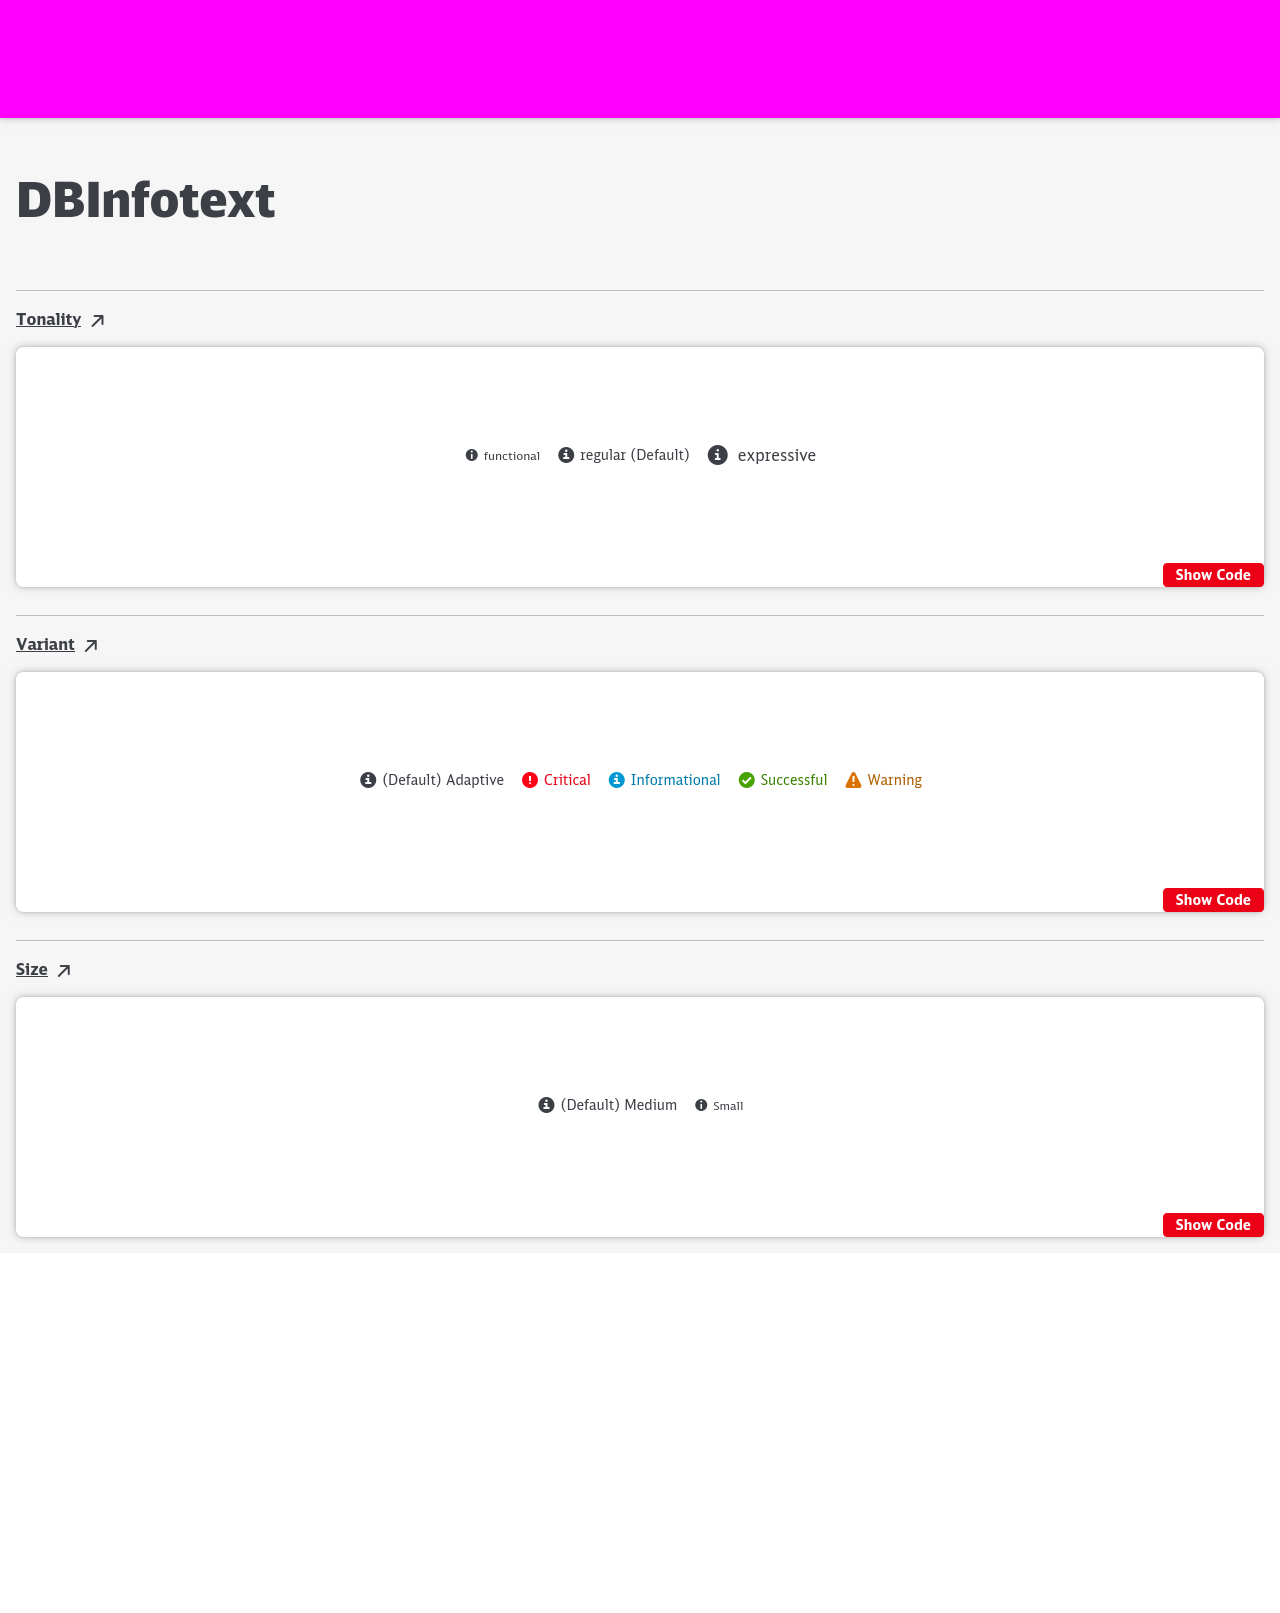 DBInfotext
Tonality
functional regular (Default) expressive
Show Code
Variant
(Default) Adaptive Critical Informational Successful Warning
Show Code
Size
(Default) Medium Small
Show Code